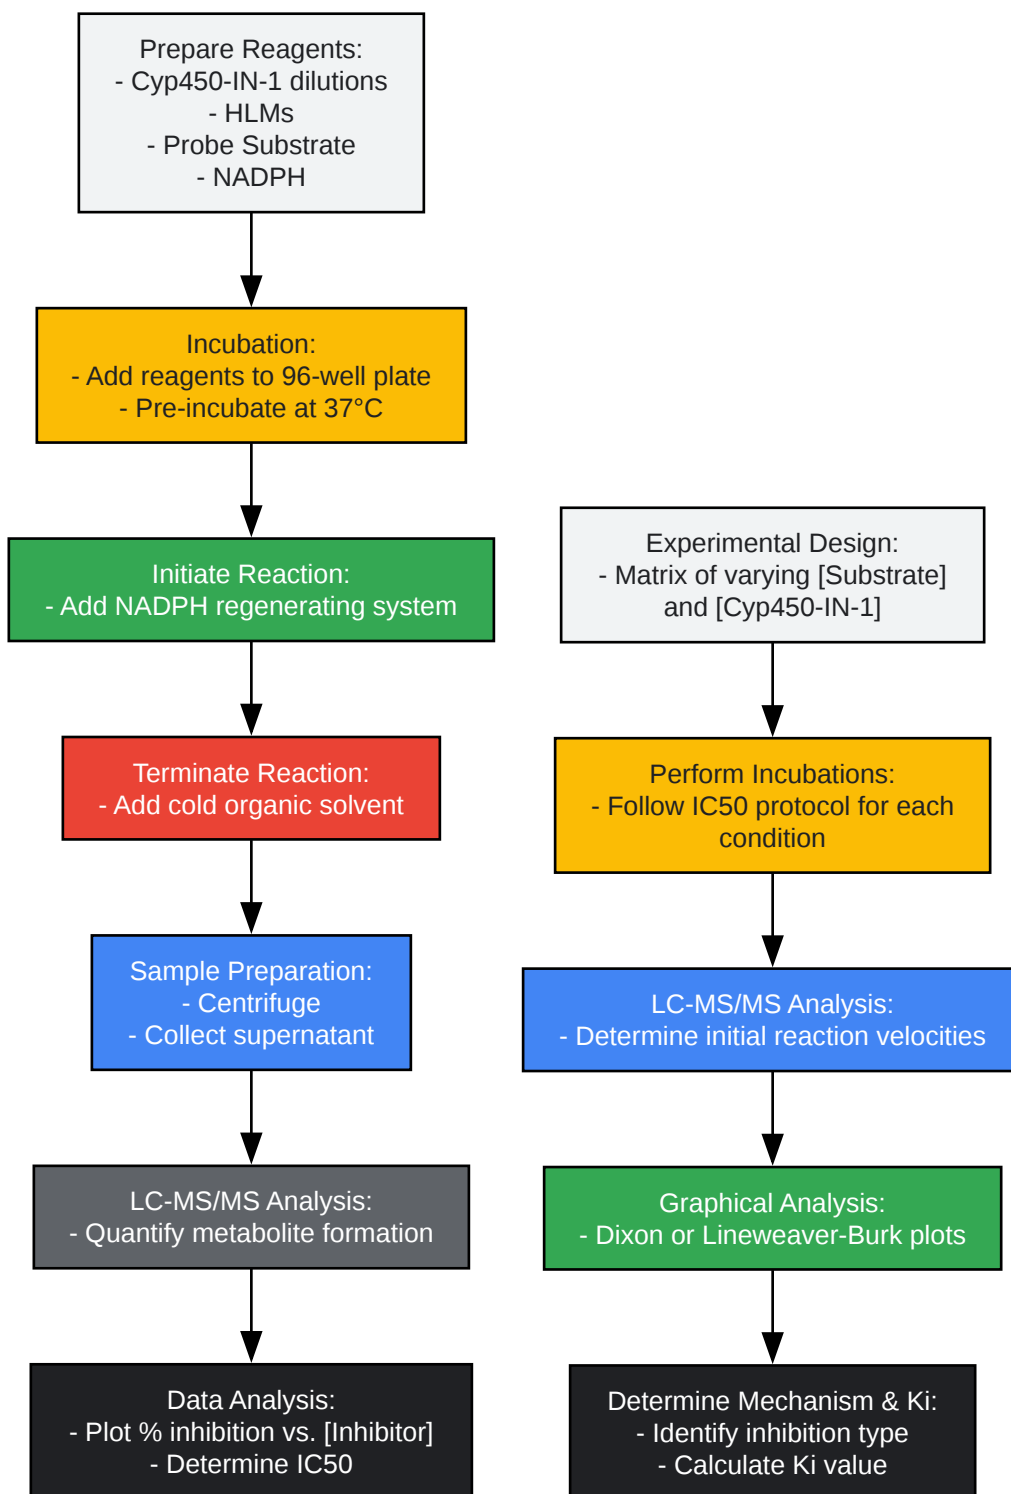 Prepare Reagents:
- Cyp450-IN-1 dilutions
- HLMs
- Probe Substrate
- NADPH
Incubation:
- Add reagents to 96-well plate
- Pre-incubate at 37°C
Initiate Reaction:
- Add NADPH regenerating system
Terminate Reaction:
- Add cold organic solvent
Sample Preparation:
- Centrifuge
- Collect supernatant
LC-MS/MS Analysis:
- Quantify metabolite formation
Data Analysis:
- Plot % inhibition vs. [Inhibitor]
- Determine IC50
Experimental Design:
- Matrix of varying [Substrate]
and [Cyp450-IN-1]
Perform Incubations:
- Follow IC50 protocol for each
condition
LC-MS/MS Analysis:
- Determine initial reaction velocities
Graphical Analysis:
- Dixon or Lineweaver-Burk plots
Determine Mechanism & Ki:
- Identify inhibition type
- Calculate Ki value